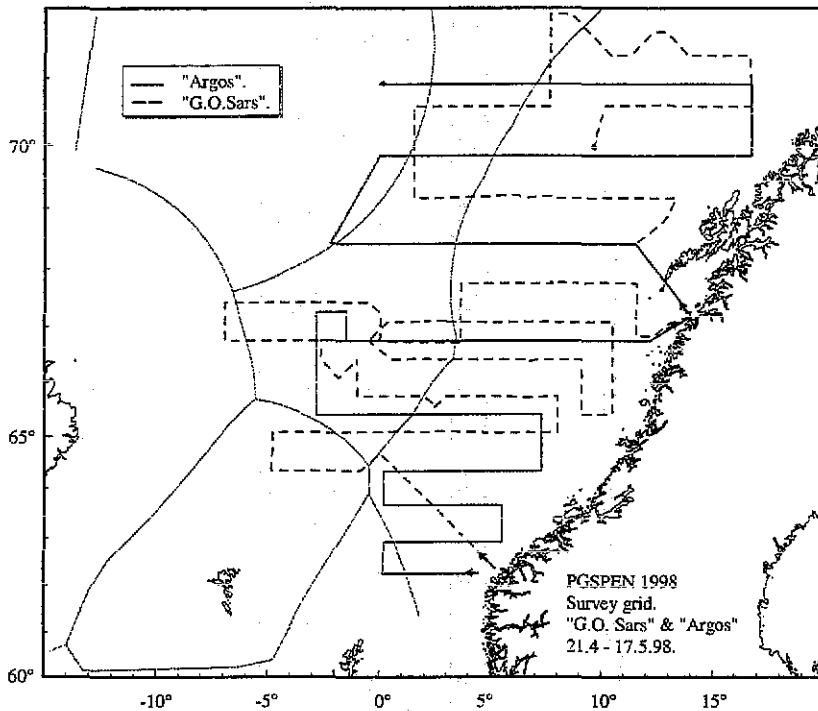 "Argos".
"G.O.Sars".
70°
65°
60°
PGSPEN 1998
Survey grid.
"G.O. Sars" & "Argos"
21.4 - 17.5.98.
-10°
-5°
0°
5°
10°
15°